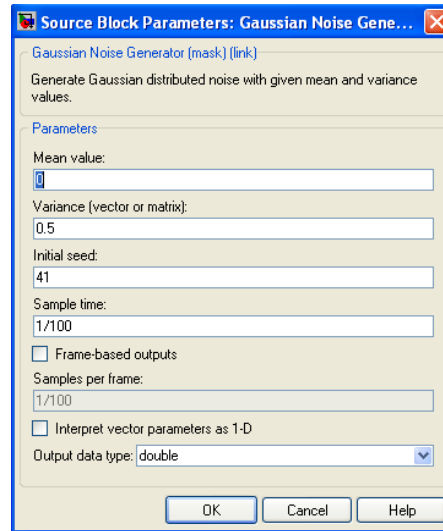 Source Block Parameters: Gaussian Noise Gene...
Gaussian Noise Generator (mask) (link)
Generate Gaussian distributed noise with given mean and variance
values.
Parameters
Mean value:
0
Variance (vector or matrix):
0.5
Initial seed:
41
Sample time:
1/100
Frame-based outputs
Samples per frame:
1/100
Interpret vector parameters as 1-D
Output data type: double
OK Cancel Help